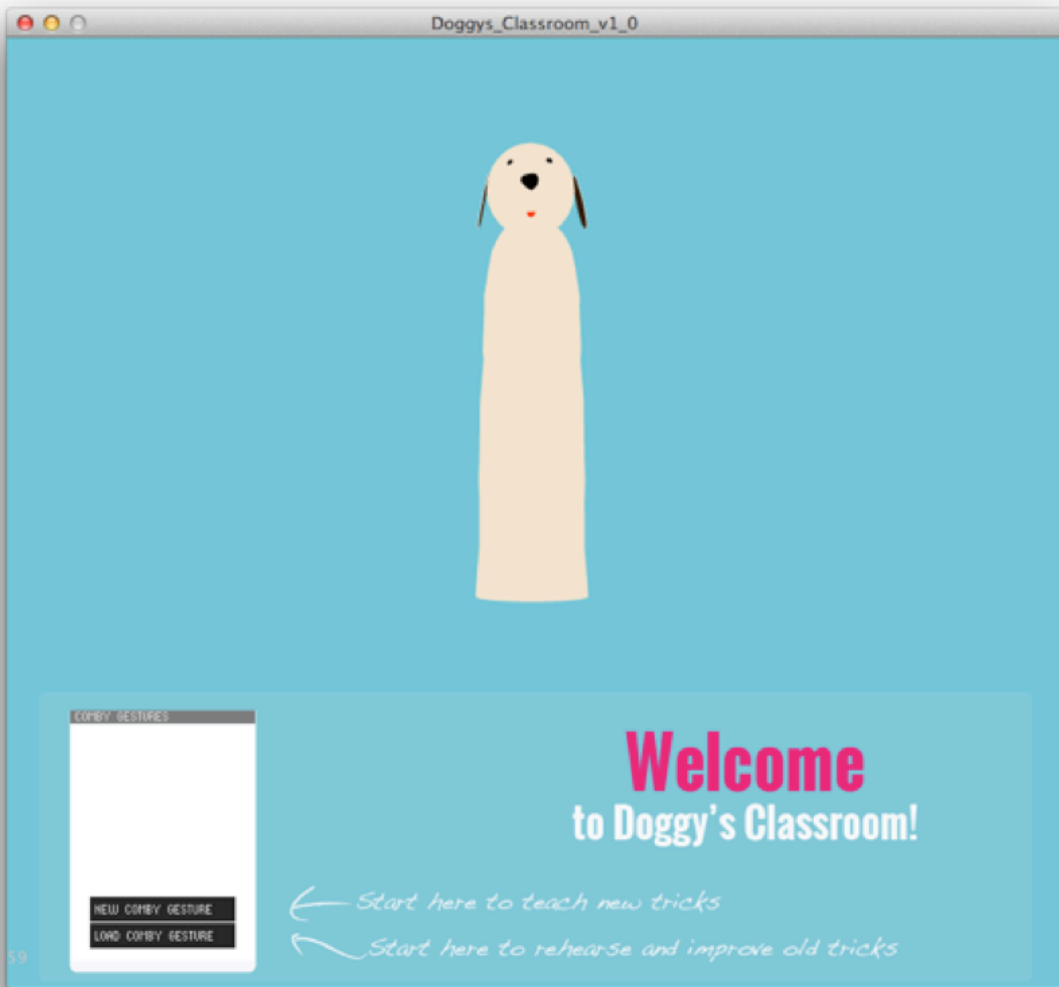 Doggys_Classroom_v1_0
COMBY GESTURES
Welcome
to Doggy's Classroom!
NEW COMBY GESTURE
Start here to teach new tricks
LOAD COMBY GESTURE
Start here to rehearse and improve old tricks
59